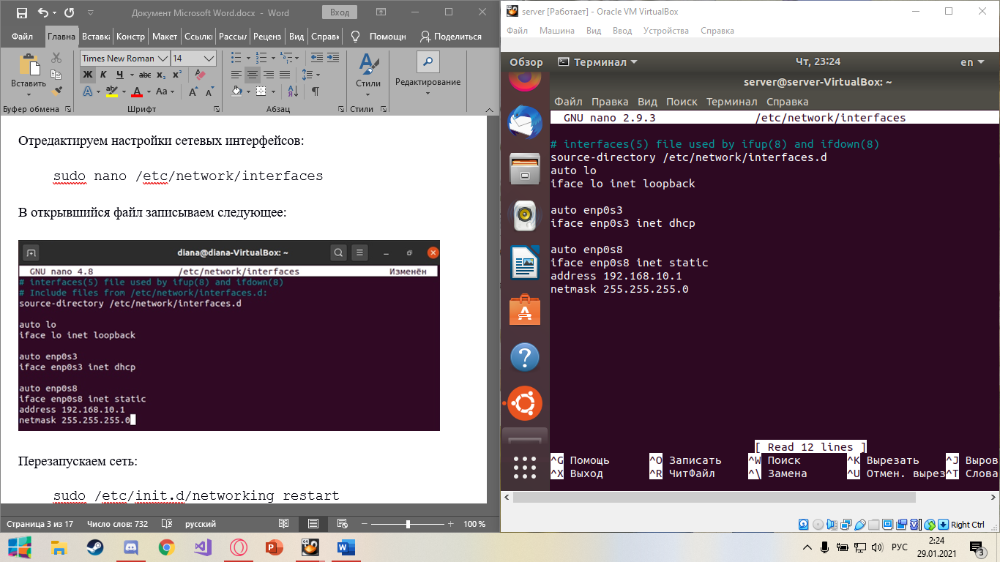 Документ Microsoft Word.docx - Word
Вход
Файл Главна Вставка Констр Макет Ссылкı Рассыл Реценз Вид Справк Помощн Поделиться
Вставить
Times New Roman 14
Ж К Ч abc x₂ x²
A ab A Aa A A
Стили
Редактирование
Буфер обмена Шрифт Абзац Стили
Отредактируем настройки сетевых интерфейсов:
sudo nano /etc/network/interfaces
В открывшийся файл записываем следующее:
diana@diana-VirtualBox: ~
GNU nano 4.8 /etc/network/interfaces Изменён
# interfaces(5) file used by ifup(8) and ifdown(8)
# Include files from /etc/network/interfaces.d:
source-directory /etc/network/interfaces.d
auto lo
iface lo inet loopback
auto enp0s3
iface enp0s3 inet dhcp
auto enp0s8
iface enp0s8 inet static
address 192.168.10.1
netmask 255.255.255.0
Перезапускаем сеть:
sudo /etc/init.d/networking restart
Страница 3 из 17 Число слов: 732 русский 100 %
server [Работает] - Oracle VM VirtualBox
Файл Машина Вид Ввод Устройства Справка
Обзор Терминал Чт, 23:24 en
server@server-VirtualBox: ~
Файл Правка Вид Поиск Терминал Справка
GNU nano 2.9.3 /etc/network/interfaces
# interfaces(5) file used by ifup(8) and ifdown(8)
source-directory /etc/network/interfaces.d
auto lo
iface lo inet loopback
auto enp0s3
iface enp0s3 inet dhcp
auto enp0s8
iface enp0s8 inet static
address 192.168.10.1
netmask 255.255.255.0
[ Read 12 lines ]
^G Помощь ^O Записать ^W Поиск ^K Вырезать ^J Выров
^X Выход ^R ЧитФайл ^\ Замена ^U Отмен. вырез ^T Слова
Right Ctrl
РУС
2:24
29.01.2021
3